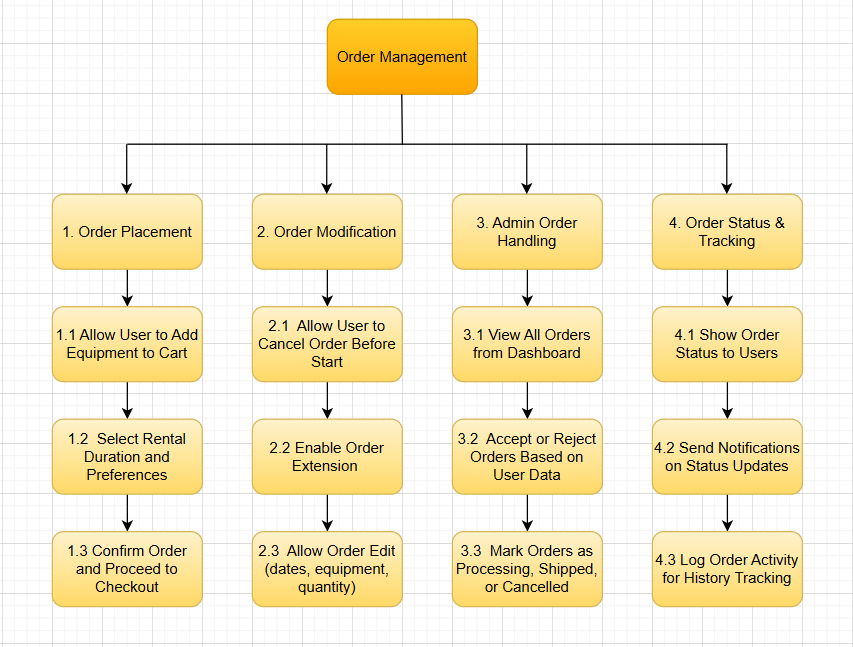 Order Management
1. Order Placement
2. Order Modification
3. Admin Order
Handling
4. Order Status &
Tracking
1.1 Allow User to Add
Equipment to Cart
2.1 Allow User to
Cancel Order Before
Start
3.1 View All Orders
from Dashboard
4.1 Show Order
Status to Users
1.2 Select Rental
Duration and
Preferences
2.2 Enable Order
Extension
3.2 Accept or Reject
Orders Based on
User Data
4.2 Send Notifications
on Status Updates
1.3 Confirm Order
and Proceed to
Checkout
2.3 Allow Order Edit
(dates, equipment,
quantity)
3.3 Mark Orders as
Processing, Shipped,
or Cancelled
4.3 Log Order Activity
for History Tracking